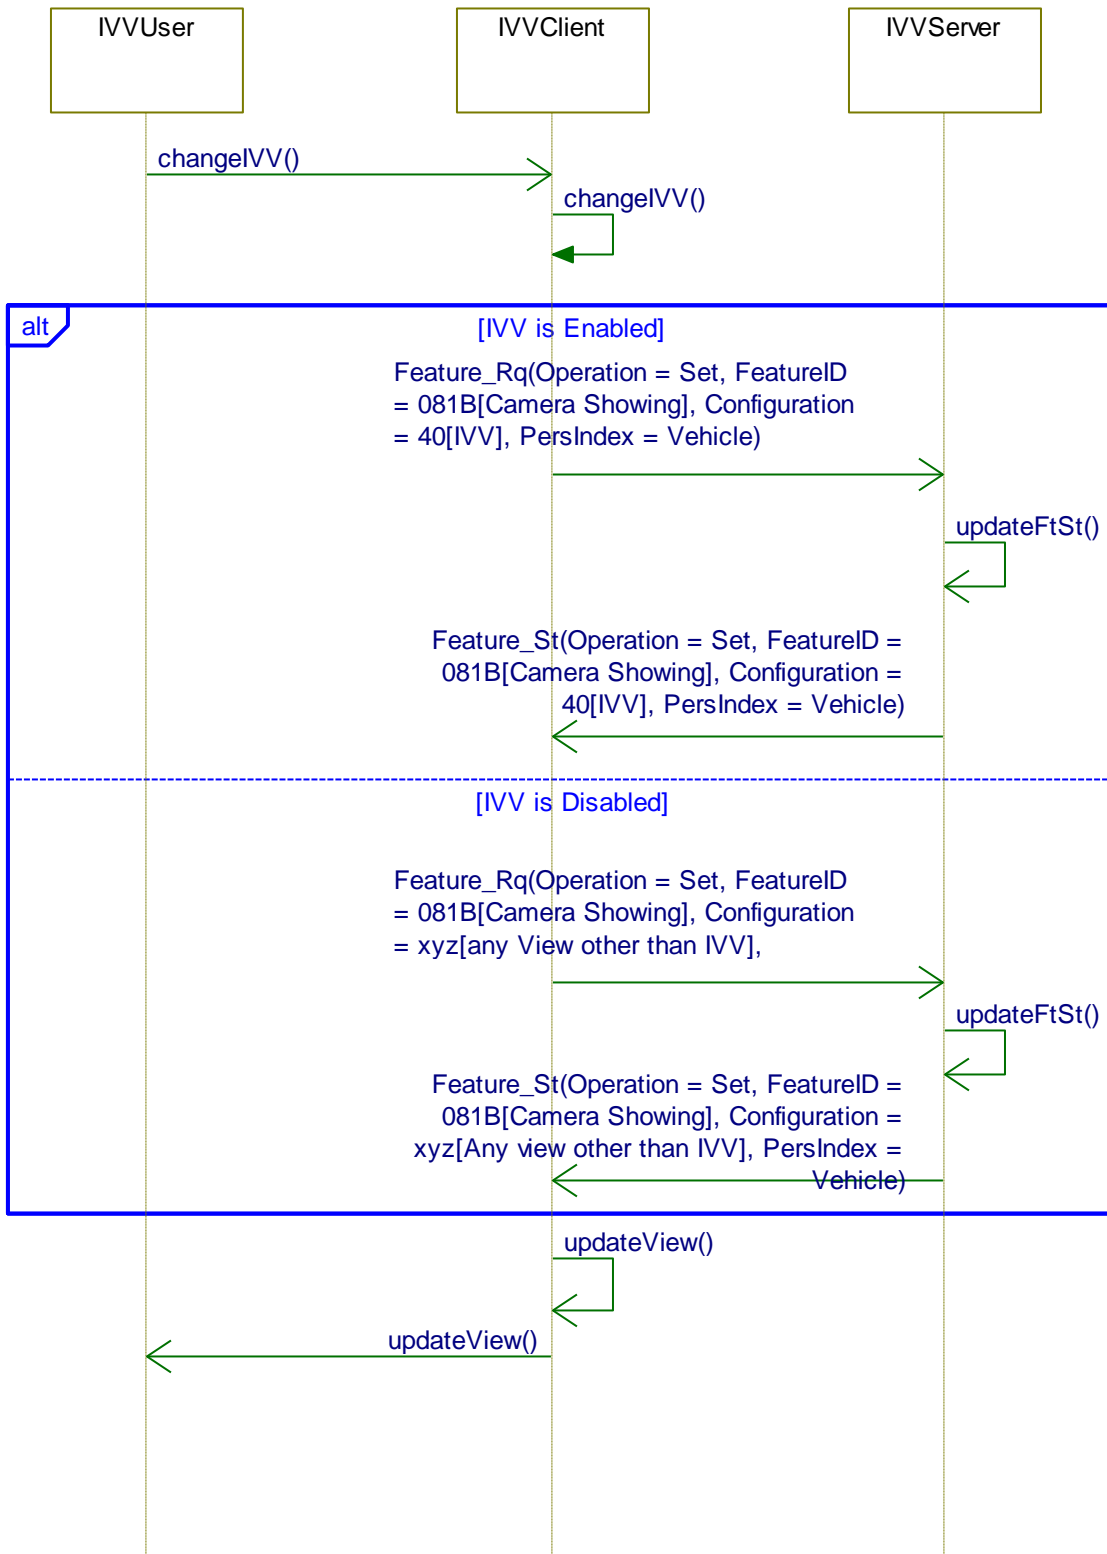 IVVUser
IVVClient
IVVServer
changeIVV()
changeIVV()
alt
[IVV is Enabled]
Feature_Rq(Operation = Set, FeatureID
= 081B[Camera Showing], Configuration
= 40[IVV], PersIndex = Vehicle)
updateFtSt()
Feature_St(Operation = Set, FeatureID =
081B[Camera Showing], Configuration =
40[IVV], PersIndex = Vehicle)
[IVV is Disabled]
Feature_Rq(Operation = Set, FeatureID
= 081B[Camera Showing], Configuration
= xyz[any View other than IVV],
updateFtSt()
Feature_St(Operation = Set, FeatureID =
081B[Camera Showing], Configuration =
xyz[Any view other than IVV], PersIndex =
Vehicle)
updateView()
updateView()